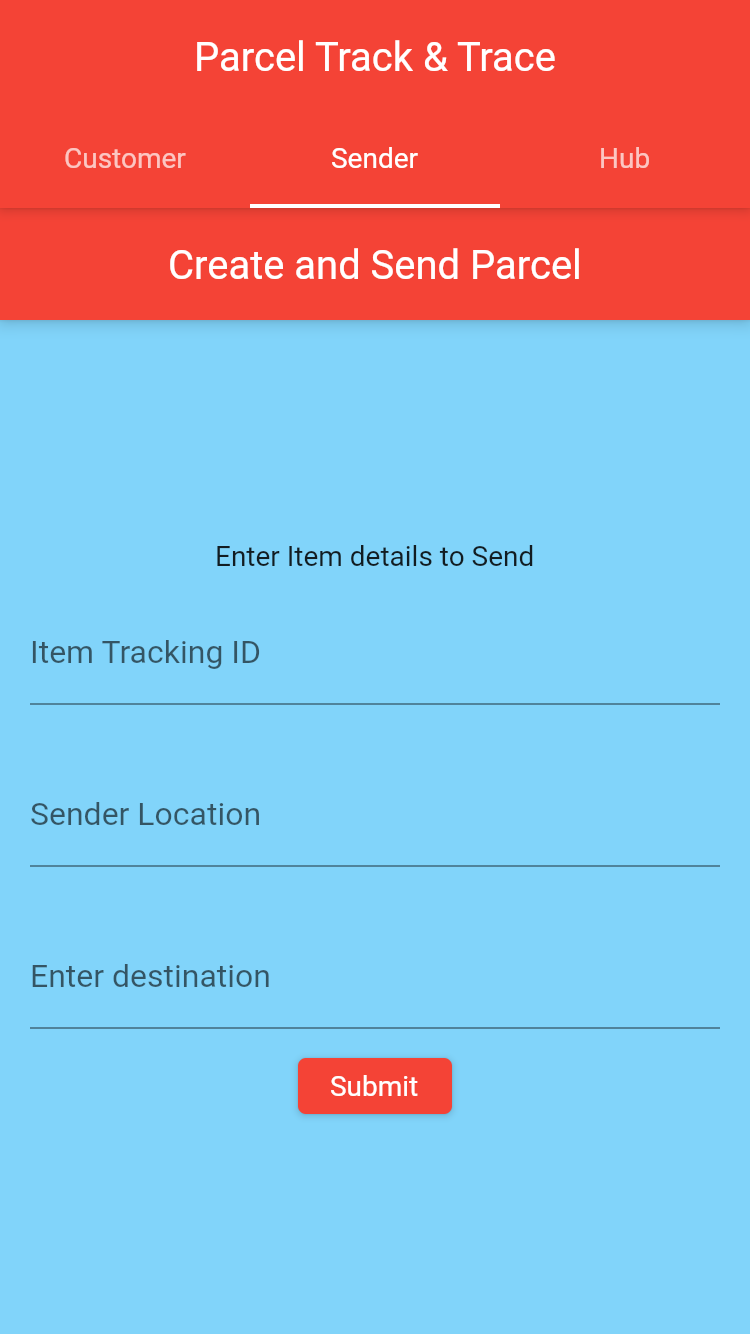 Parcel Track & Trace
Customer Sender Hub
Create and Send Parcel
Enter Item details to Send
Item Tracking ID
Sender Location
Enter destination
Submit